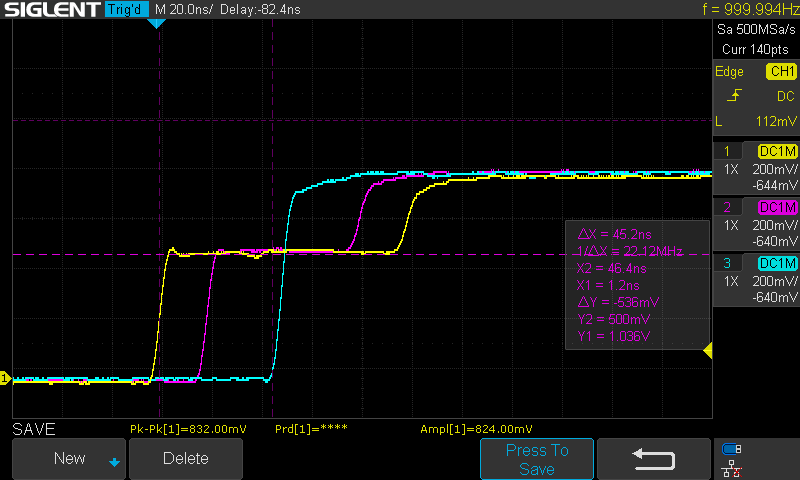 SIGLENT Trig'd M 20.0ns/ Delay:-82.4ns f = 999.994Hz
Sa 500MSa/s
Curr 140pts
Edge CH1
DC
L 112mV
1 DC1M
1X 200mV/
-644mV
2 DC1M
1X 200mV/
-640mV
3 DC1M
1X 200mV/
-640mV
ΔX = 45.2ns
1/ΔX = 22.12MHz
X2 = 46.4ns
X1 = 1.2ns
ΔY = -536mV
Y2 = 500mV
Y1 = 1.036V
1
SAVE Pk-Pk[1]=832.00mV Prd[1]=**** Ampl[1]=824.00mV
New Delete Press To
Save